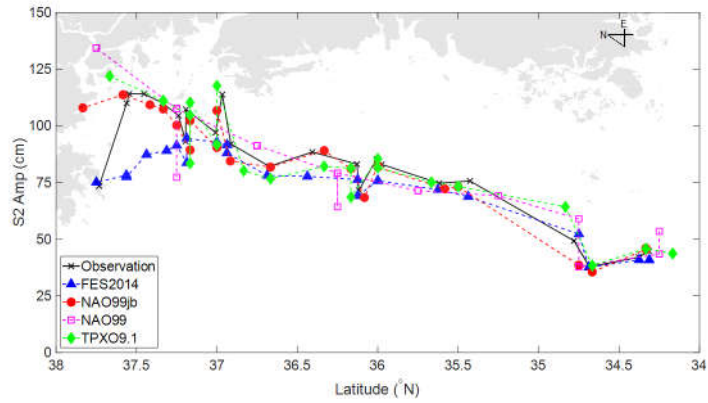 150
125
100
75
50
25
0
S2 Amp (cm)
N
E
Observation
FES2014
NAO99jb
NAO99
TPXO9.1
38
37.5
37
36.5
36
35.5
35
34.5
34
Latitude (°N)